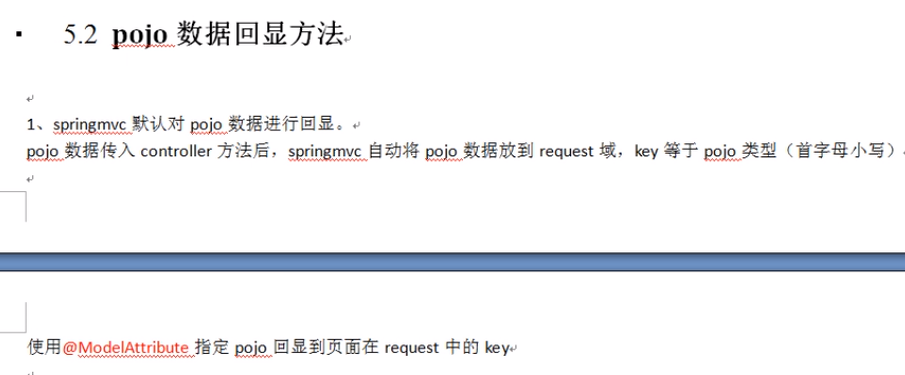 5.2 pojo 数据回显方法
1、springmvc 默认对 pojo 数据进行回显。
pojo 数据传入 controller 方法后，springmvc 自动将 pojo 数据放到 request 域，key 等于 pojo 类型（首字母小写）
使用@ModelAttribute 指定 pojo 回显到页面在 request 中的 key